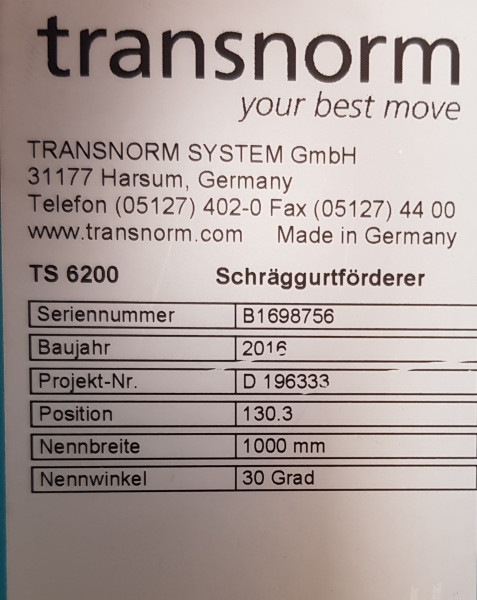 transnorm
your best move
TRANSNORM SYSTEM GmbH
31177 Harsum, Germany
Telefon (05127) 402-0 Fax (05127) 44 00
www.transnorm.com Made in Germany
TS 6200 Schräggurtförderer
Seriennummer B1698756
Baujahr 2016
Projekt-Nr. D 196333
Position 130.3
Nennbreite 1000 mm
Nennwinkel 30 Grad